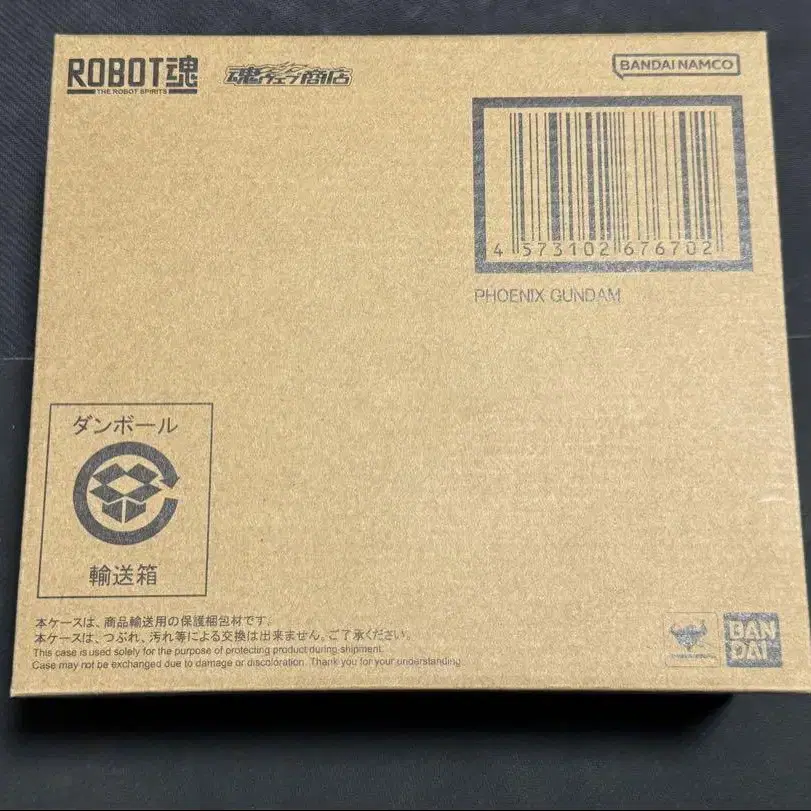 ROBOT魂
THE ROBOT SPIRITS
魂ウェブ商店
BANDAI NAMCO
4 573102 676702
PHOENIX GUNDAM
ダンボール
輸送箱
本ケースは、商品輸送用の保護梱包材です。
本ケースは、つぶれ、汚れ等による交換は出来ません。ご了承ください。
This case is used solely for the purpose of protecting product during shipment.
Case may not be exchanged due to damage or discoloration. Thank you for your understanding.
BAN
DAI